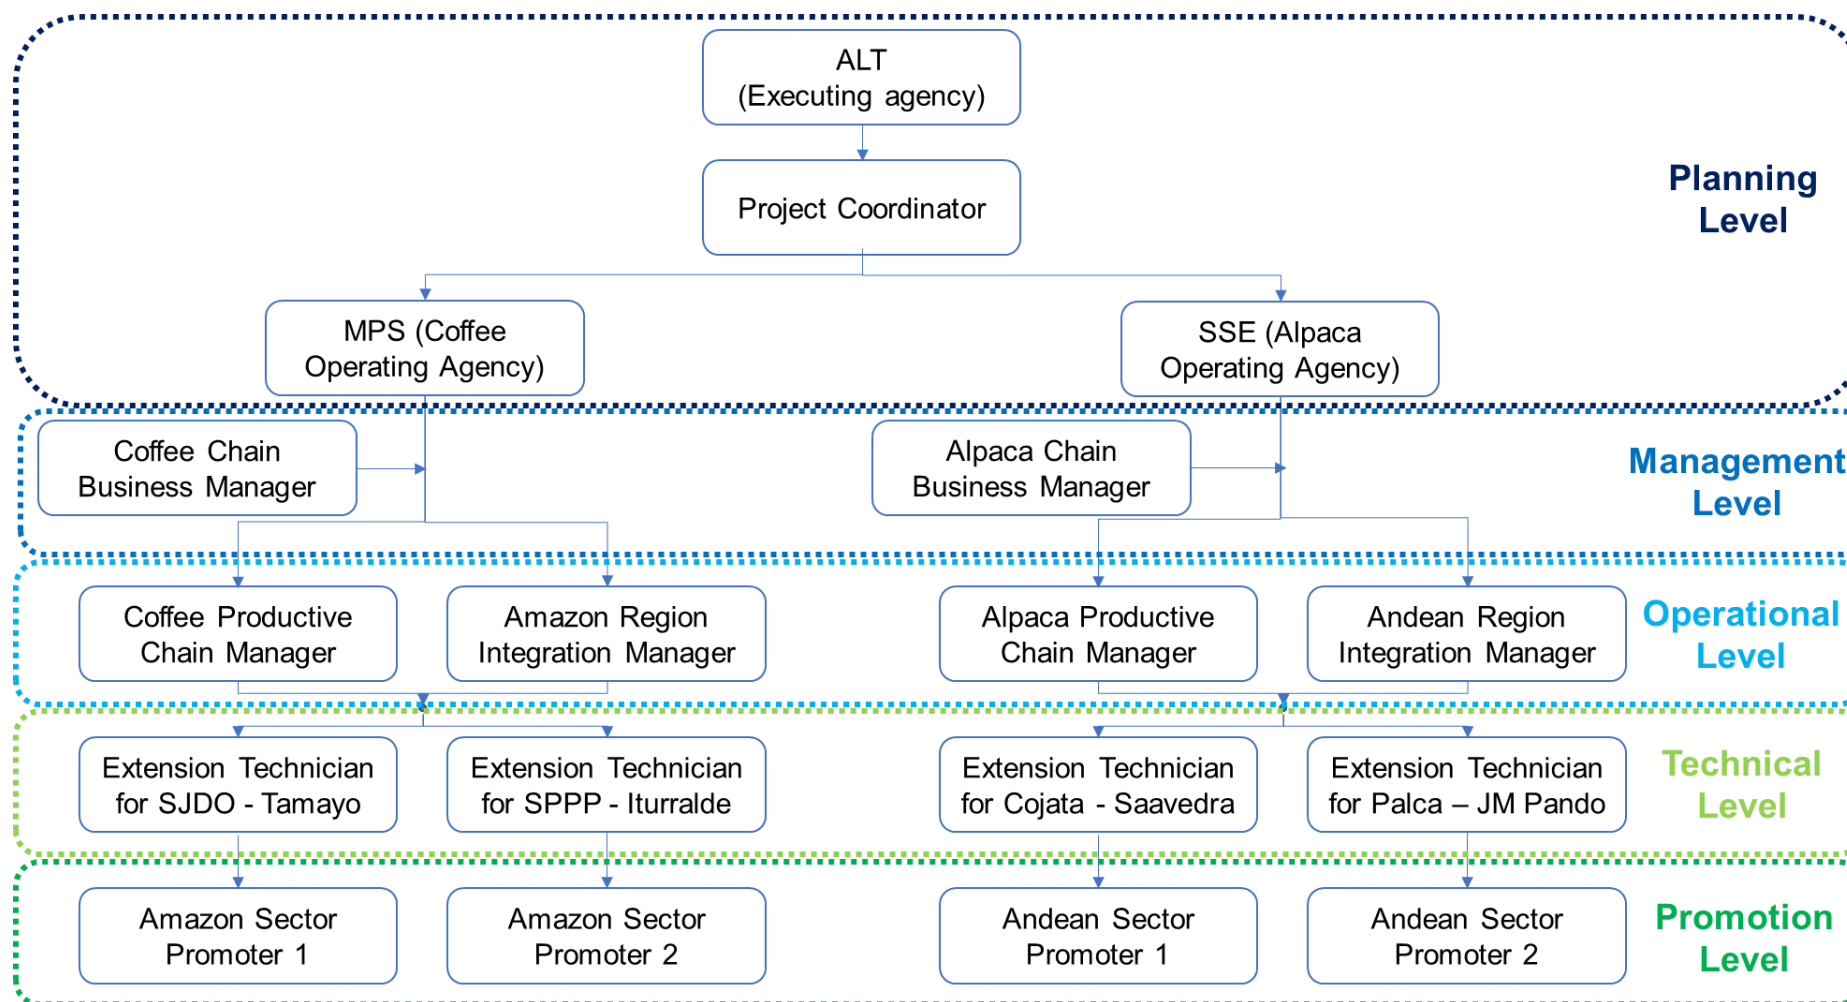 ALT
(Executing agency)
Project Coordinator
Planning
Level
MPS (Coffee
Operating Agency)
SSE (Alpaca
Operating Agency)
Coffee Chain
Business Manager
Alpaca Chain
Business Manager
Management
Level
Coffee Productive
Chain Manager
Amazon Region
Integration Manager
Alpaca Productive
Chain Manager
Andean Region
Integration Manager
Operational
Level
Extension Technician
for SJDO - Tamayo
Extension Technician
for SPPP - Iturralde
Extension Technician
for Cojata - Saavedra
Extension Technician
for Palca – JM Pando
Technical
Level
Amazon Sector
Promoter 1
Amazon Sector
Promoter 2
Andean Sector
Promoter 1
Andean Sector
Promoter 2
Promotion
Level